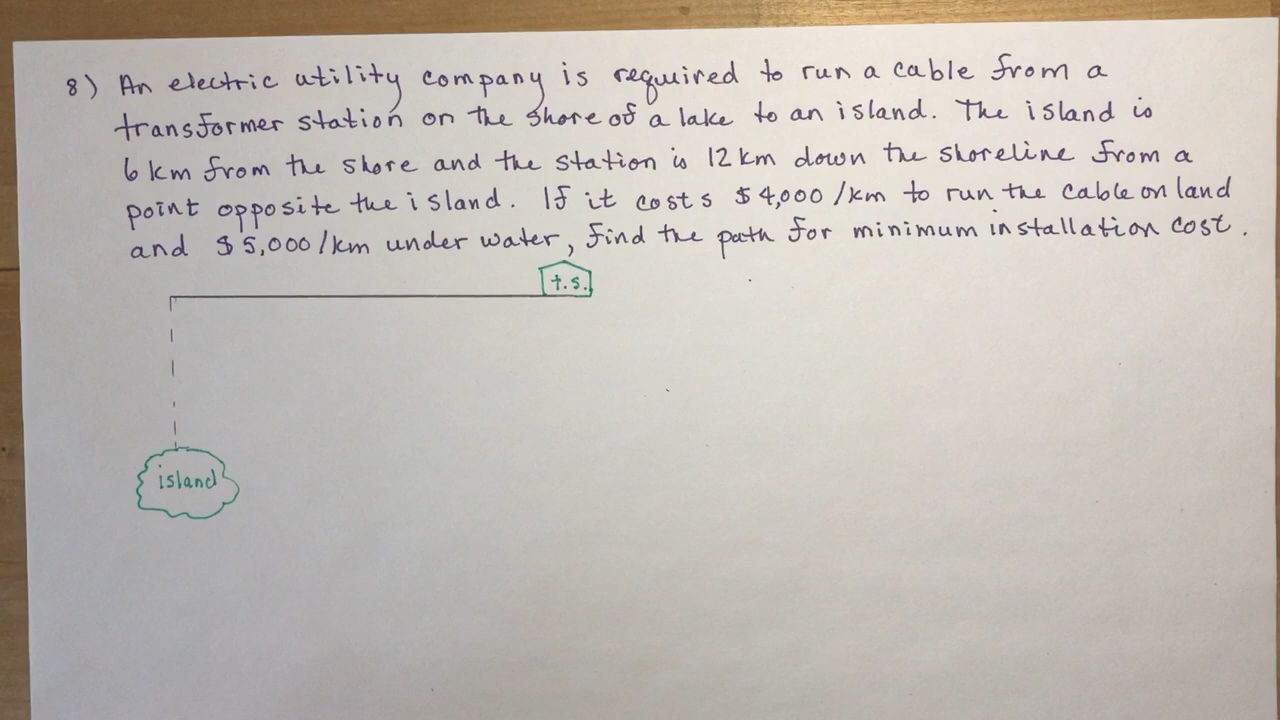 8) An electric utility company is required to run a cable from a
transformer station on the shore of a lake to an island. The island is
6 km from the shore and the station is 12 km down the shoreline from a
point opposite the island. If it costs $4,000/km to run the cable on land
and $5,000/km under water, find the path for minimum installation cost.
t.s.
island